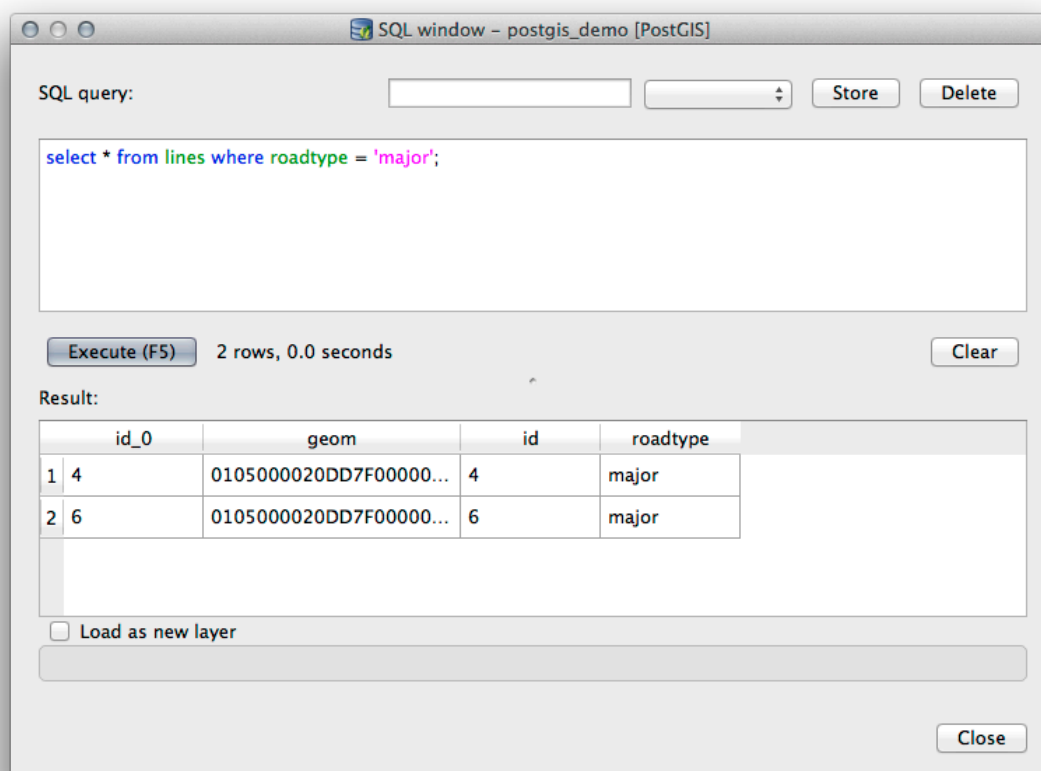 SQL window – postgis_demo [PostGIS]
SQL query:
Store
Delete
select * from lines where roadtype = 'major';
Execute (F5)
2 rows, 0.0 seconds
Clear
Result:
id_0 geom id roadtype
1 4 0105000020DD7F00000... 4 major
2 6 0105000020DD7F00000... 6 major
Load as new layer
Close